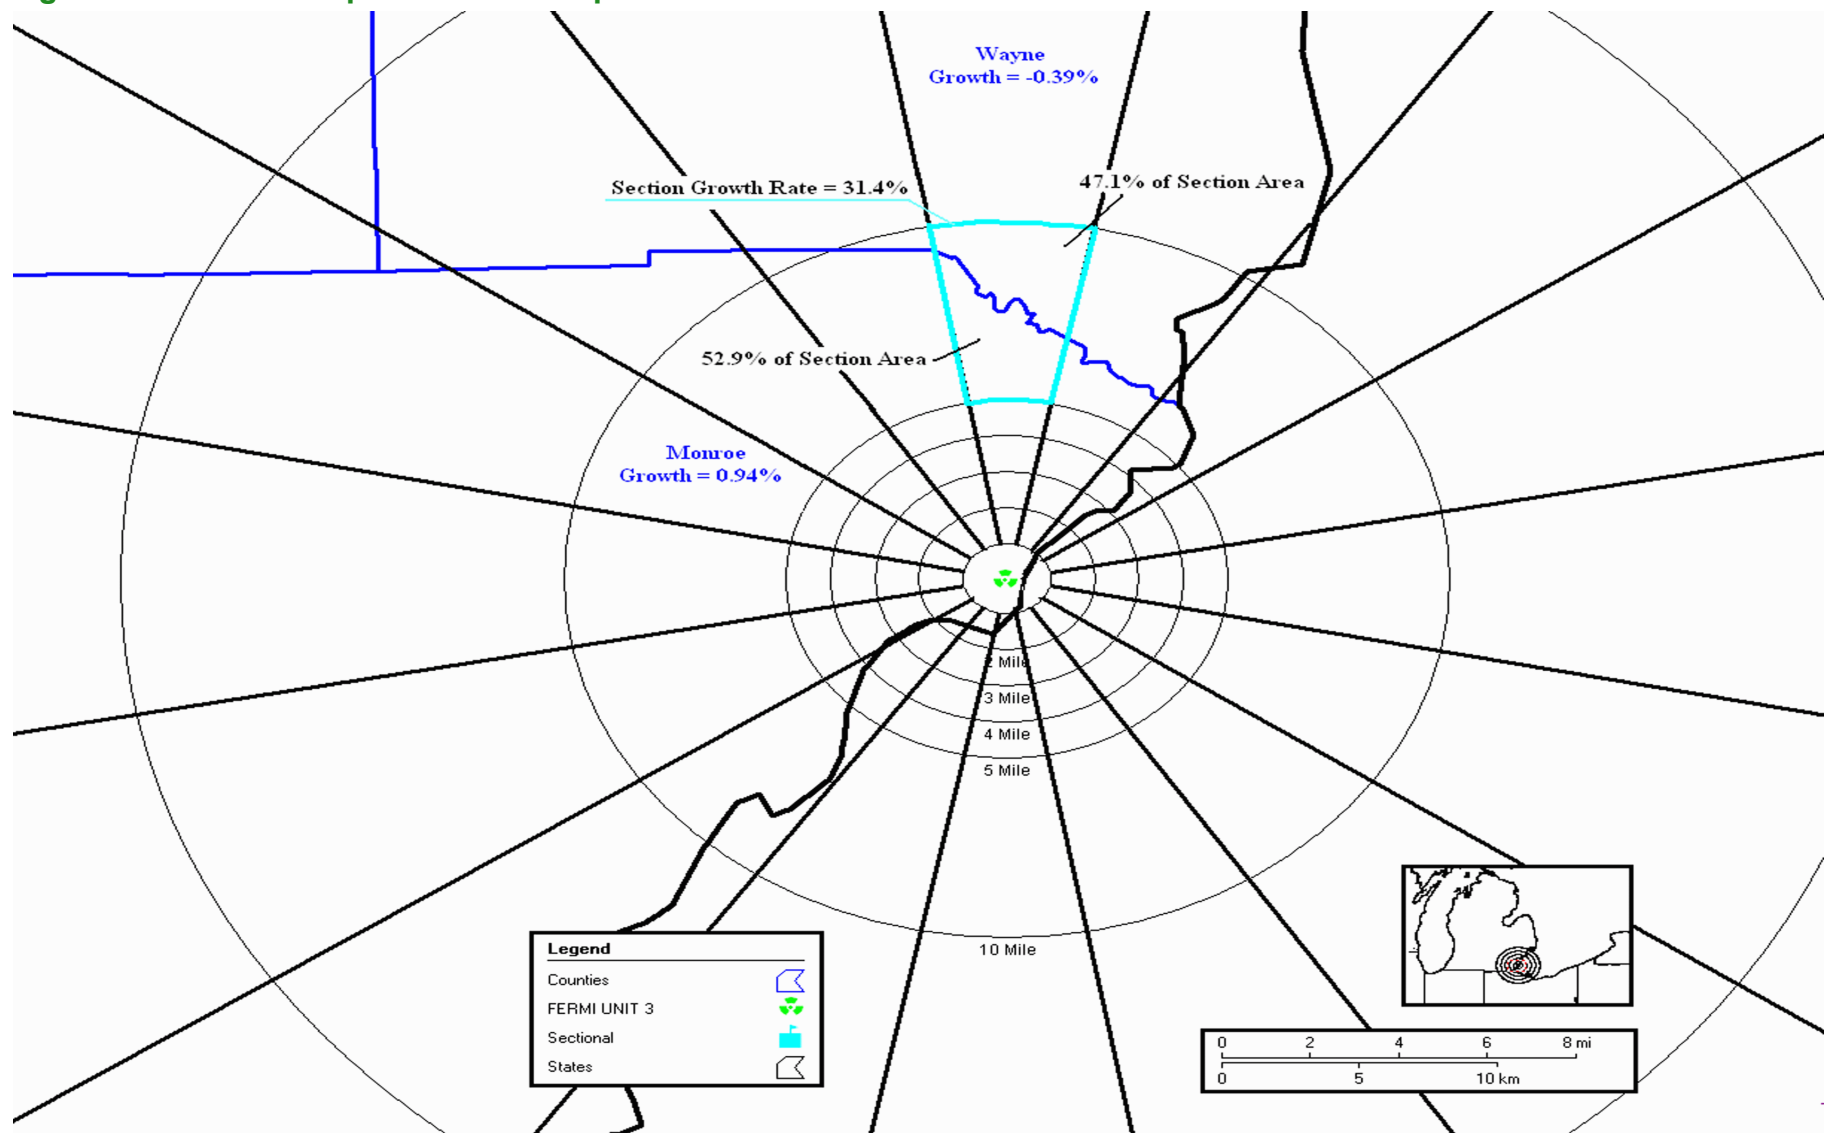 Wayne
Growth = -0.39%
Section Growth Rate = 31.4%
47.1% of Section Area
52.9% of Section Area
Monroe
Growth = 0.94%
2 Mile
3 Mile
4 Mile
5 Mile
10 Mile
Legend
Counties
FERMI UNIT 3
Sectional
States
0 2 4 6 8 mi
0 5 10 km